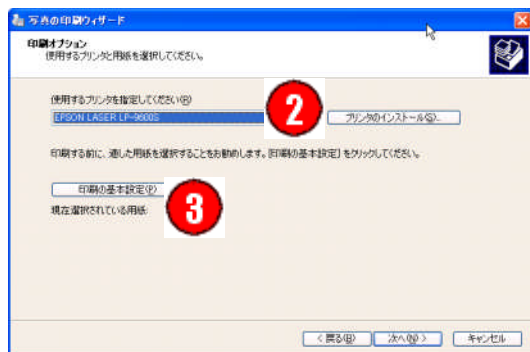 写真の印刷ウィザード
印刷オプション
使用するプリンタと用紙を選択してください。
使用するプリンタを指定してください(R)
EPSON LASER LP-9600S
2
プリンタのインストール(S)...
印刷する前に、適した用紙を選択することをお勧めします。[印刷の基本設定] をクリックしてください。
印刷の基本設定(P)
3
現在選択されている用紙:
< 戻る(B)
次へ(N) >
キャンセル